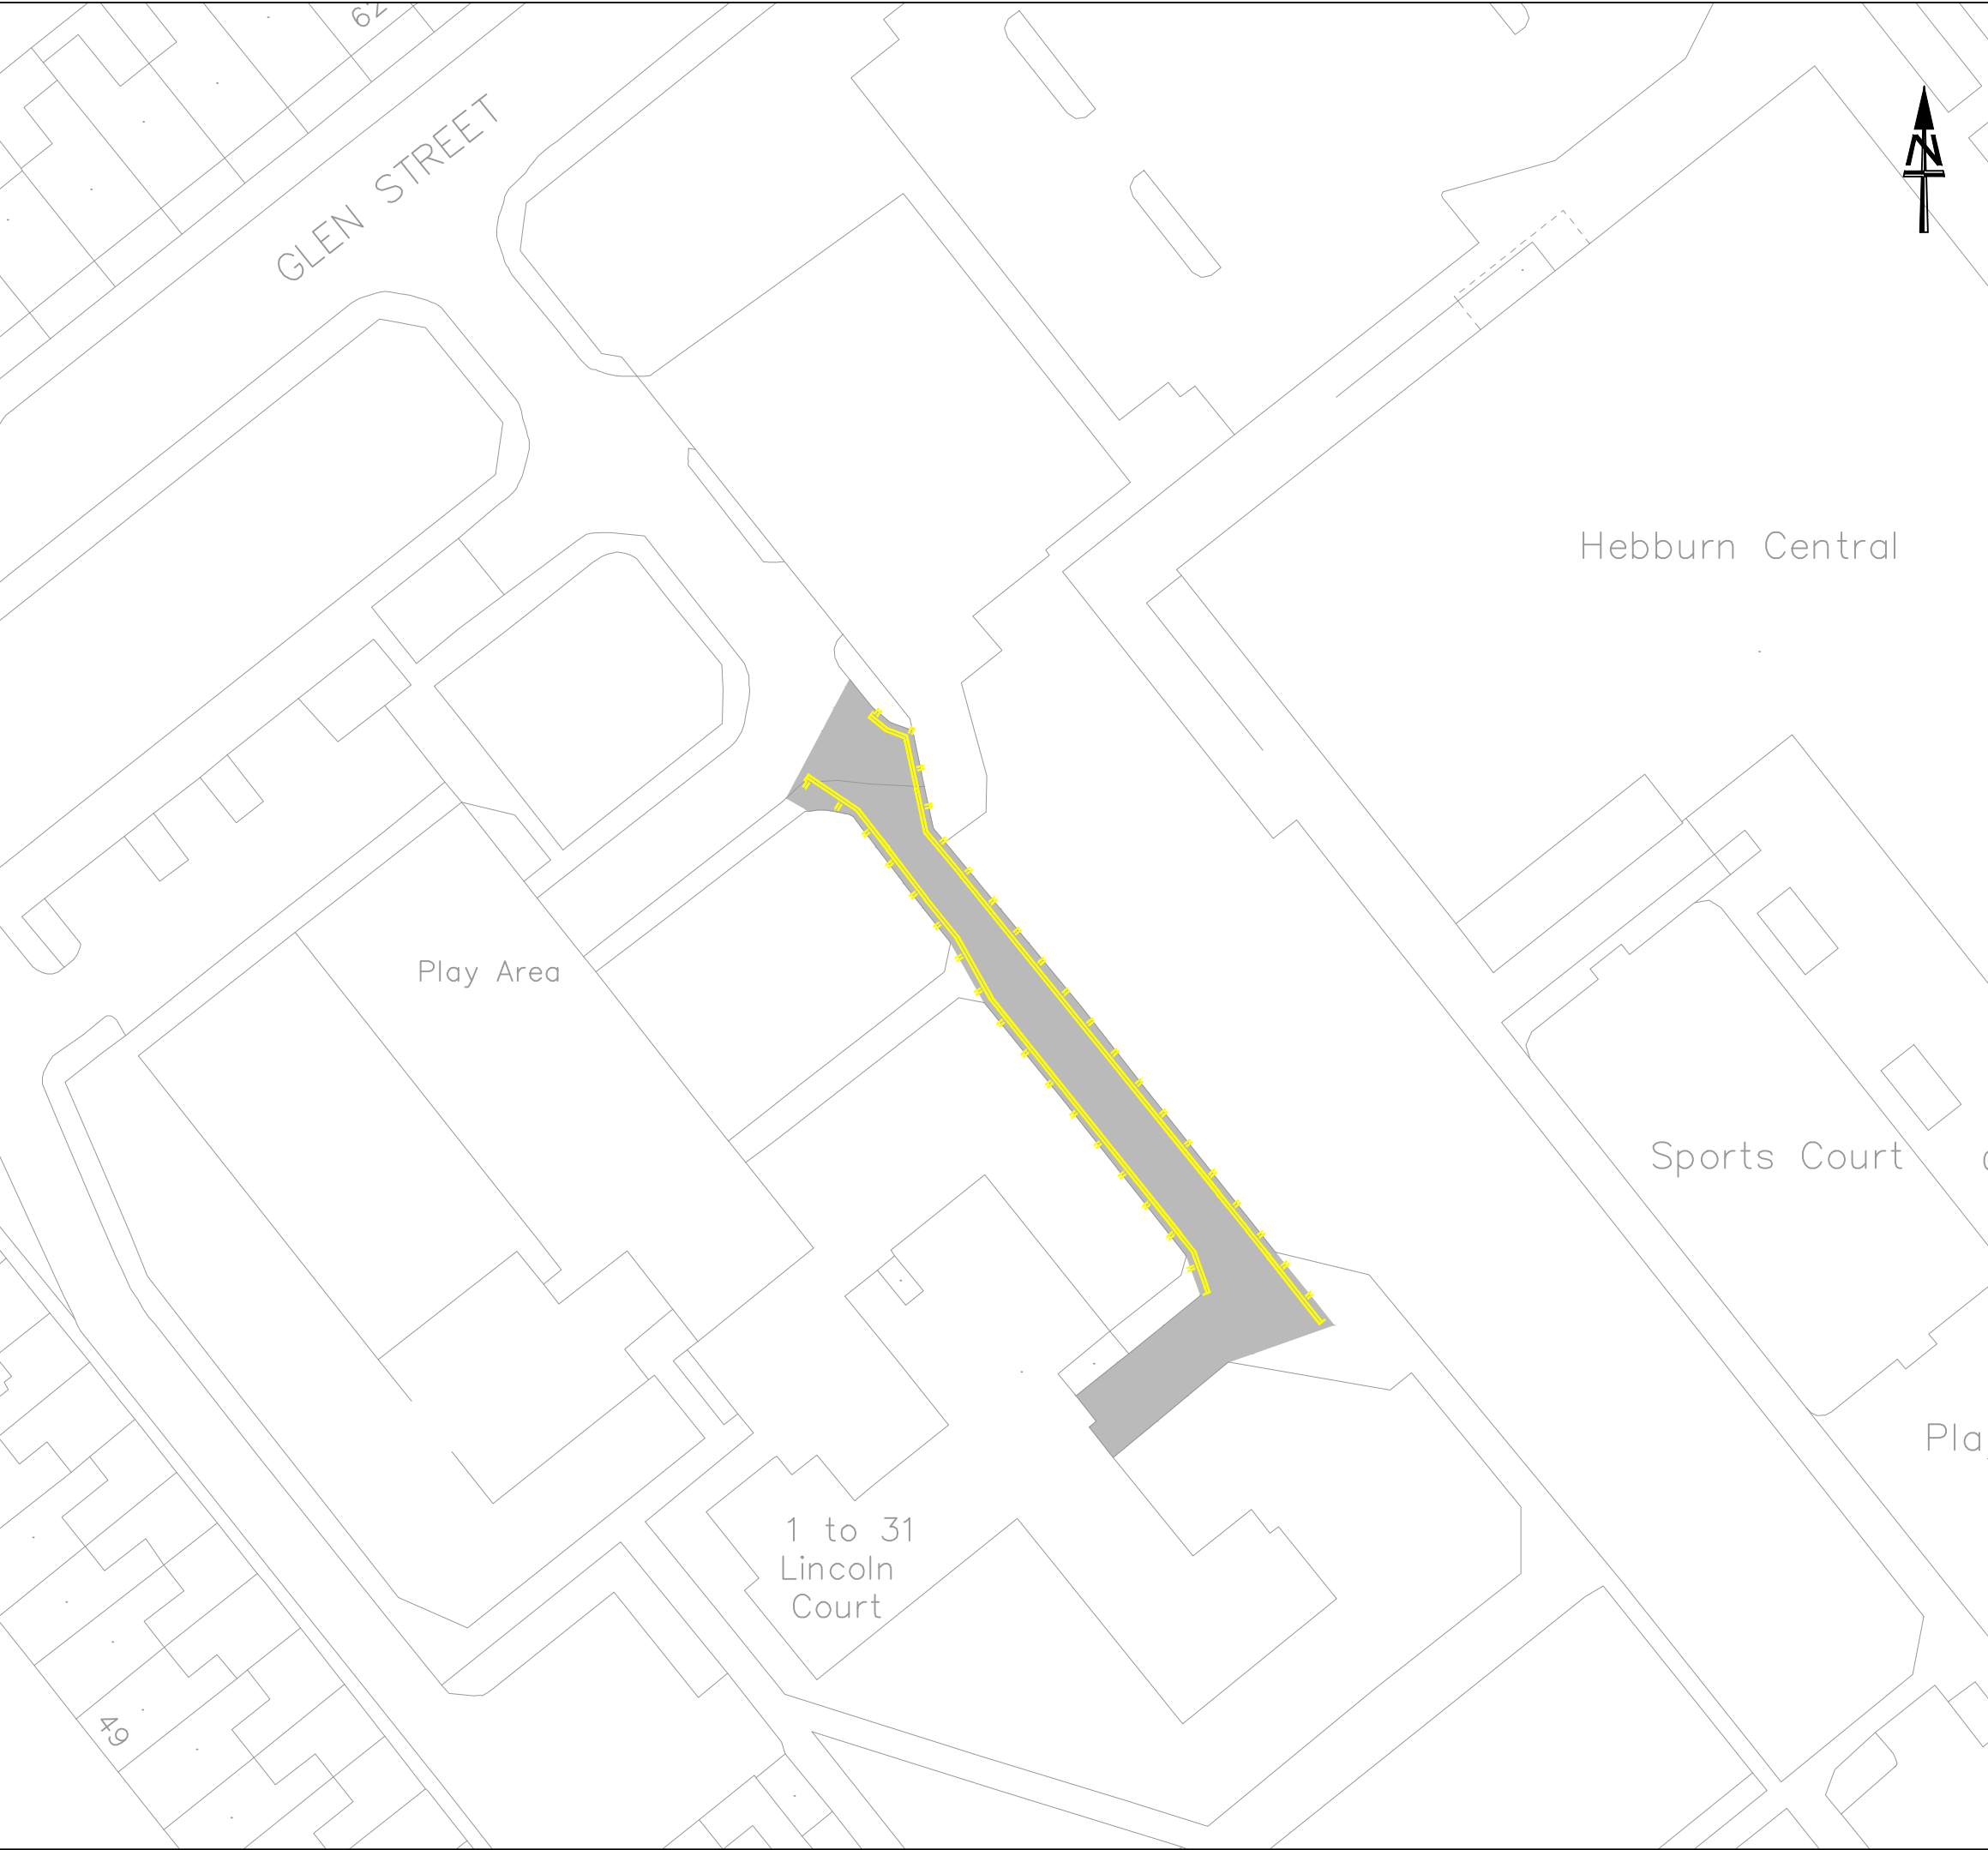 62
GLEN STREET
N
Hebburn Central
Play Area
Sports Court
Pla
1 to 31
Lincoln
Court
49